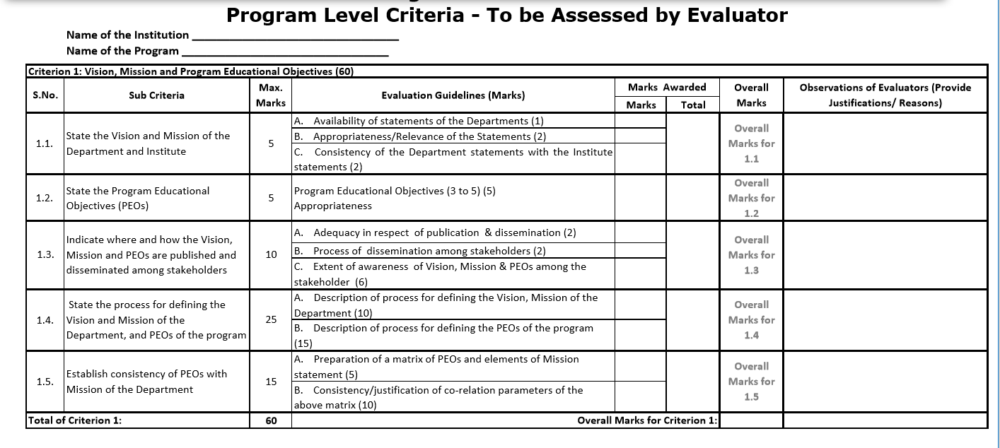 Program Level Criteria - To be Assessed by Evaluator
Name of the Institution ______________________________
Name of the Program ______________________________
Criterion 1: Vision, Mission and Program Educational Objectives (60)
S.No. Sub Criteria Max. Marks Evaluation Guidelines (Marks) Marks Awarded Overall Marks Observations of Evaluators (Provide Justifications/ Reasons)
Marks Total
1.1. State the Vision and Mission of the
Department and Institute
5
A. Availability of statements of the Departments (1)
B. Appropriateness/Relevance of the Statements (2)
C. Consistency of the Department statements with the Institute
statements (2)
Overall
Marks for
1.1
1.2. State the Program Educational
Objectives (PEOs)
5
Program Educational Objectives (3 to 5) (5)
Appropriateness
Overall
Marks for
1.2
1.3. Indicate where and how the Vision,
Mission and PEOs are published and
disseminated among stakeholders
10
A. Adequacy in respect of publication & dissemination (2)
B. Process of dissemination among stakeholders (2)
C. Extent of awareness of Vision, Mission & PEOs among the
stakeholder (6)
Overall
Marks for
1.3
1.4. State the process for defining the
Vision and Mission of the
Department, and PEOs of the program
25
A. Description of process for defining the Vision, Mission of the
Department (10)
B. Description of process for defining the PEOs of the program
(15)
Overall
Marks for
1.4
1.5. Establish consistency of PEOs with
Mission of the Department
15
A. Preparation of a matrix of PEOs and elements of Mission
statement (5)
B. Consistency/justification of co-relation parameters of the
above matrix (10)
Overall
Marks for
1.5
Total of Criterion 1: 60 Overall Marks for Criterion 1: